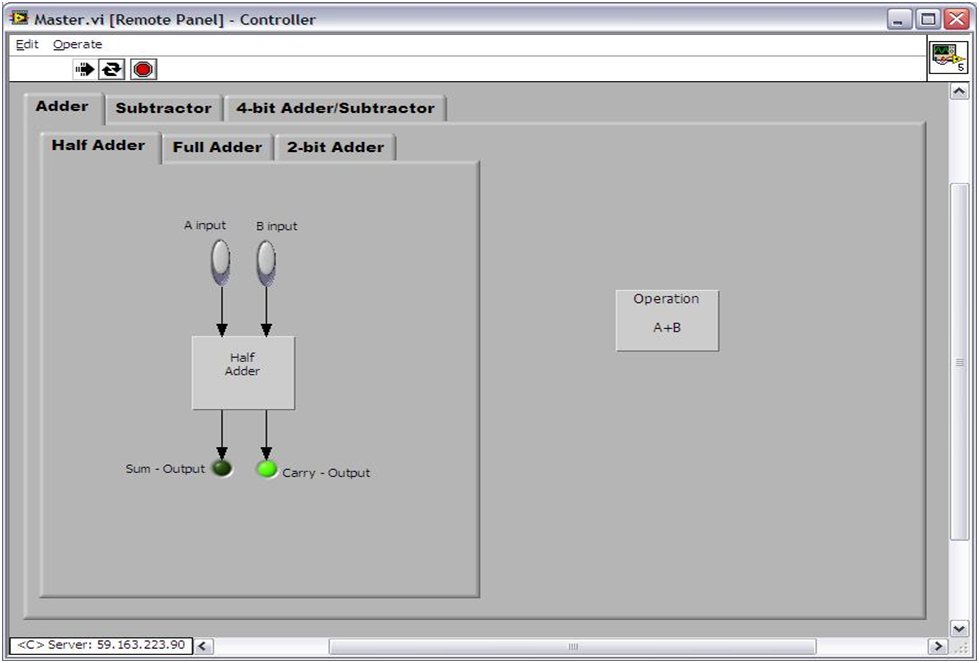 Master.vi [Remote Panel] - Controller
Edit Operate
5
Adder Subtractor 4-bit Adder/Subtractor
Half Adder Full Adder 2-bit Adder
A input B input
Operation
A+B
Half
Adder
Sum - Output Carry - Output
<C> Server: 59.163.223.90